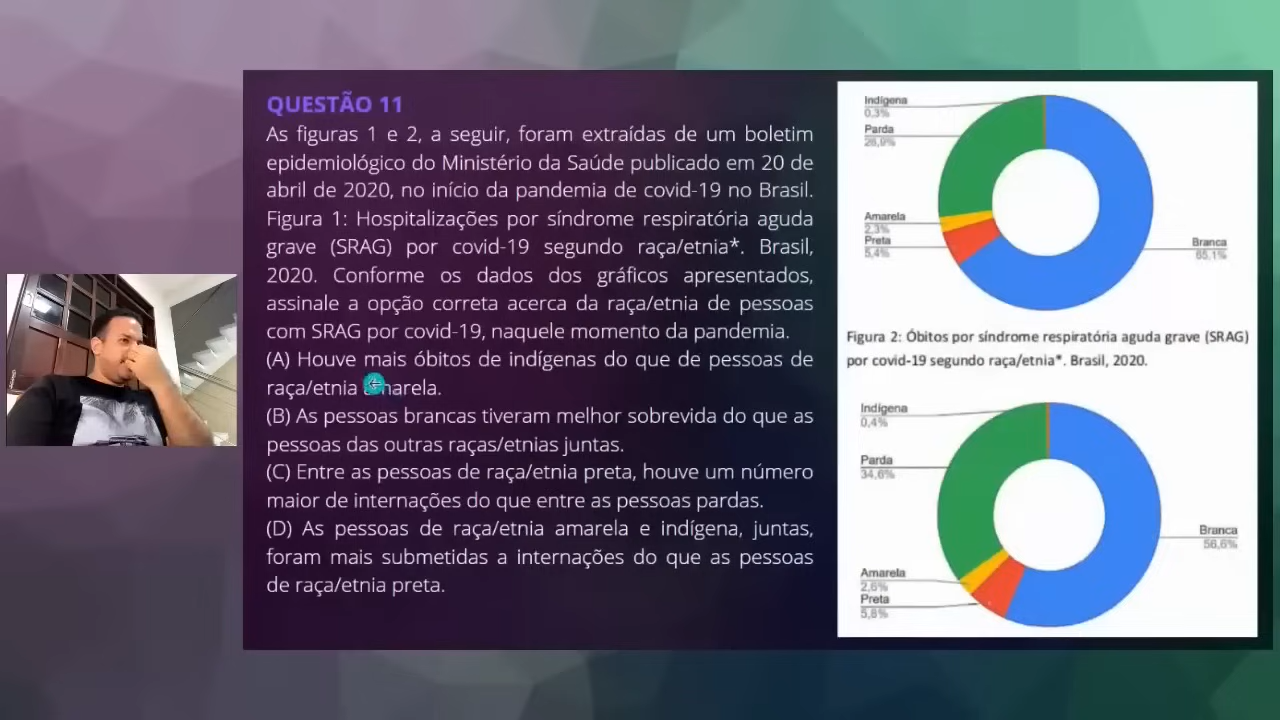 QUESTÃO 11
As figuras 1 e 2, a seguir, foram extraídas de um boletim
epidemiológico do Ministério da Saúde publicado em 20 de
abril de 2020, no início da pandemia de covid-19 no Brasil.
Figura 1: Hospitalizações por síndrome respiratória aguda
grave (SRAG) por covid-19 segundo raça/etnia*. Brasil,
2020. Conforme os dados dos gráficos apresentados,
assinale a opção correta acerca da raça/etnia de pessoas
com SRAG por covid-19, naquele momento da pandemia.
(A) Houve mais óbitos de indígenas do que de pessoas de
raça/etnia amarela.
(B) As pessoas brancas tiveram melhor sobrevida do que as
pessoas das outras raças/etnias juntas.
(C) Entre as pessoas de raça/etnia preta, houve um número
maior de internações do que entre as pessoas pardas.
(D) As pessoas de raça/etnia amarela e indígena, juntas,
foram mais submetidas a internações do que as pessoas
de raça/etnia preta.
Indígena
0,3%
Parda
26,9%
Amarela
2,3%
Preta
5,4%
Branca
65,1%
Figura 2: Óbitos por síndrome respiratória aguda grave (SRAG)
por covid-19 segundo raça/etnia*. Brasil, 2020.
Indígena
0,4%
Parda
34,6%
Amarela
2,6%
Preta
5,8%
Branca
56,6%